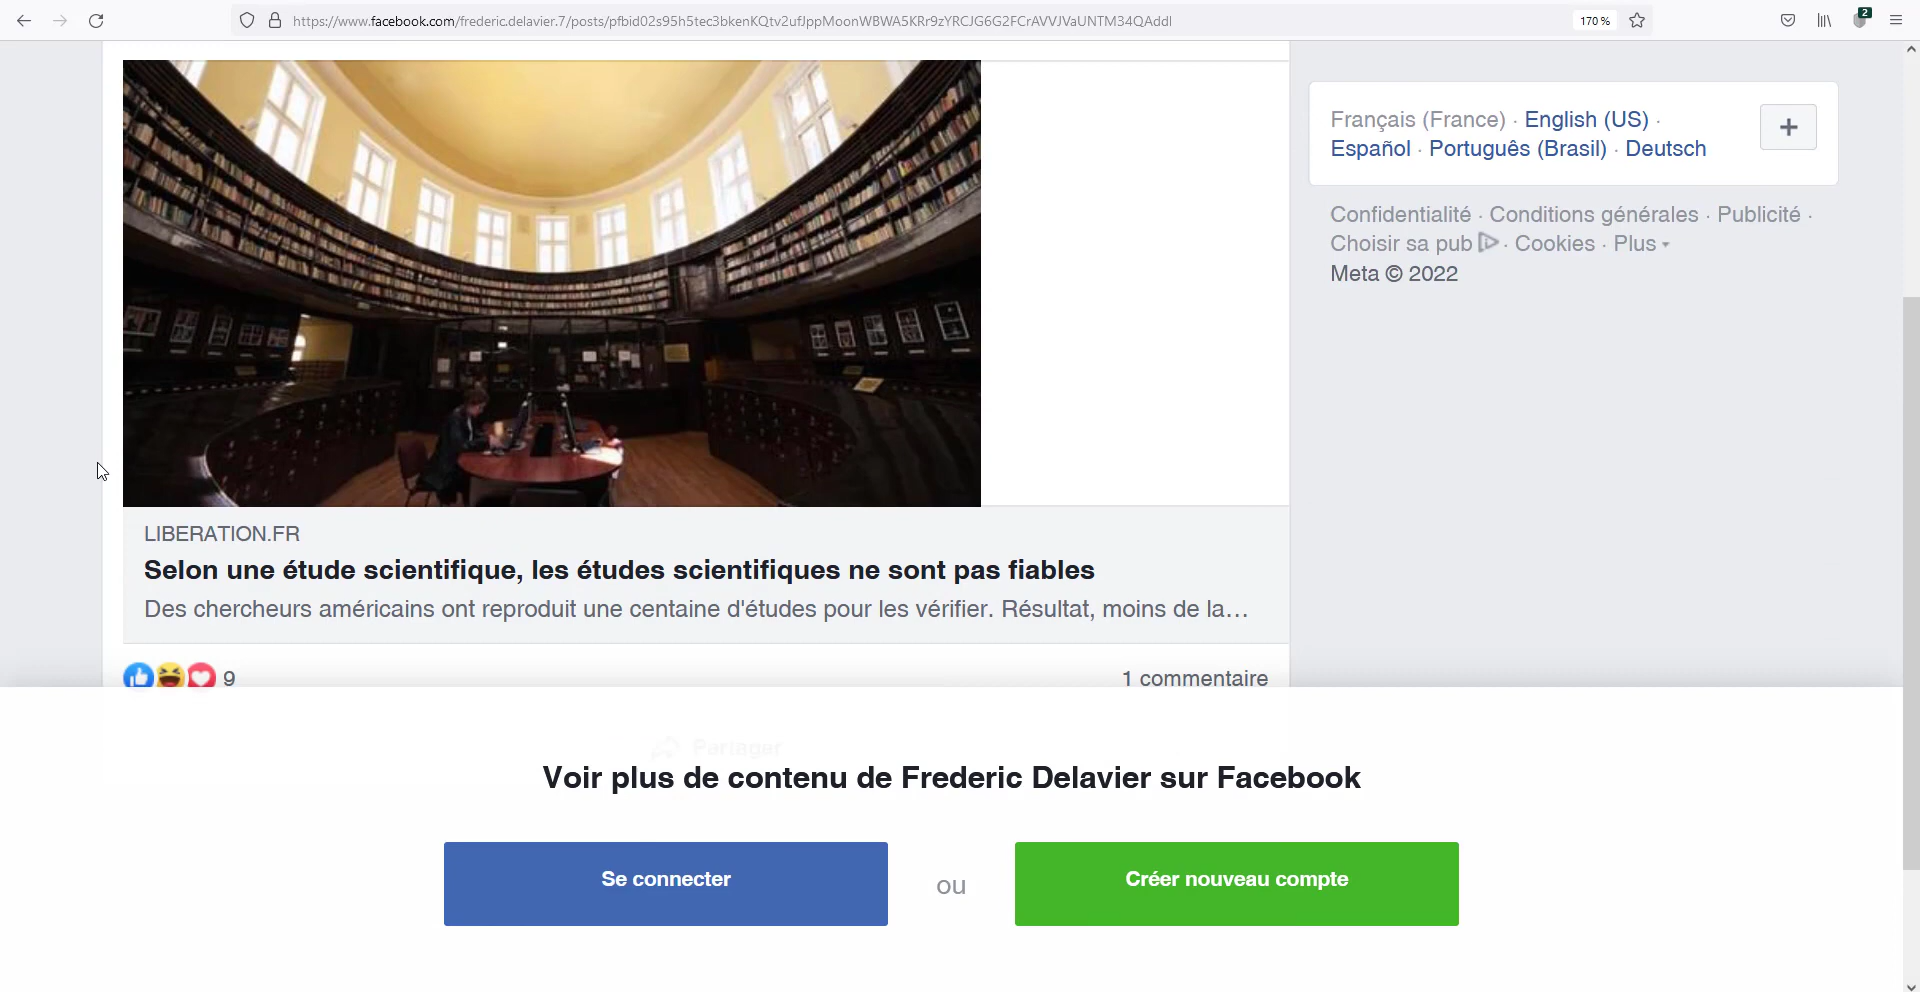 https://www.facebook.com/frederic.delavier.7/posts/pfbid02s95h5tec3bkenKQtv2ufJppMoonWBWA5KRr9zYRCJG6G2FCrAVVJVaUNTM34QAddl
170 %
2
Français (France) · English (US) ·
Español · Português (Brasil) · Deutsch
+
Confidentialité · Conditions générales · Publicité ·
Choisir sa pub · Cookies · Plus
Meta © 2022
LIBERATION.FR
Selon une étude scientifique, les études scientifiques ne sont pas fiables
Des chercheurs américains ont reproduit une centaine d'études pour les vérifier. Résultat, moins de la…
9
1 commentaire
Partager
Voir plus de contenu de Frederic Delavier sur Facebook
Se connecter
ou
Créer nouveau compte